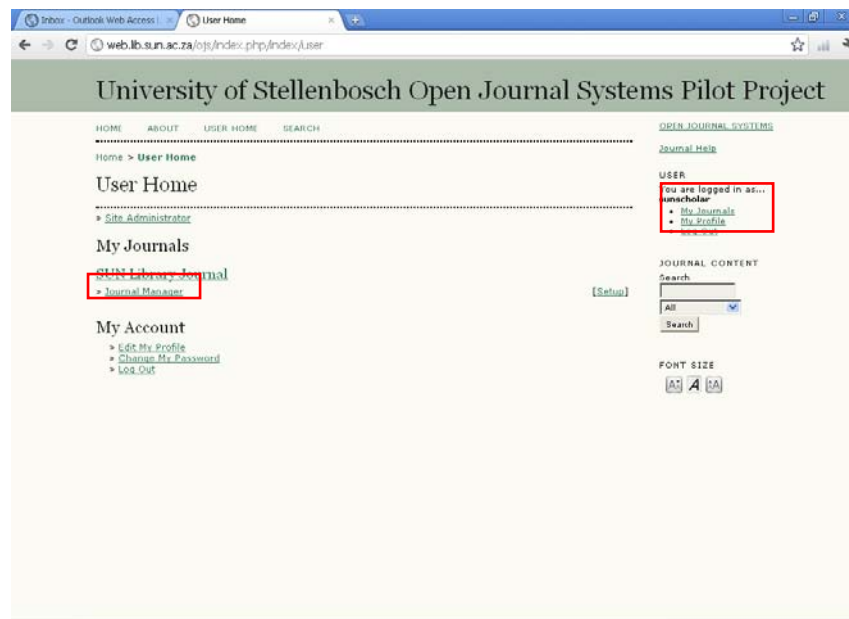 Inbox - Outlook Web Access
User Home
web.lib.sun.ac.za/ojs/index.php/index/user
University of Stellenbosch Open Journal Systems Pilot Project
HOME ABOUT USER HOME SEARCH
Home > User Home
User Home
» Site Administrator
My Journals
SUN Library Journal
» Journal Manager [Setup]
My Account
» Edit My Profile
» Change My Password
» Log Out
OPEN JOURNAL SYSTEMS
Journal Help
USER
You are logged in as...
sunscholar
• My Journals
• My Profile
• Log Out
JOURNAL CONTENT
Search
All
Search
FONT SIZE
A A A